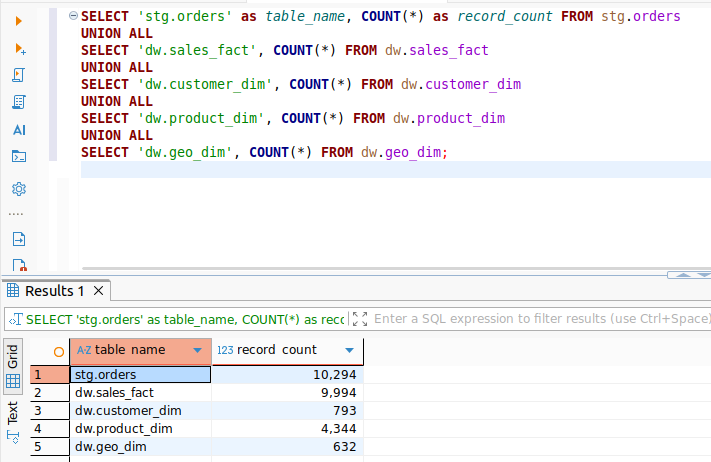 SELECT 'stg.orders' as table_name, COUNT(*) as record_count FROM stg.orders
UNION ALL
SELECT 'dw.sales_fact', COUNT(*) FROM dw.sales_fact
UNION ALL
SELECT 'dw.customer_dim', COUNT(*) FROM dw.customer_dim
UNION ALL
SELECT 'dw.product_dim', COUNT(*) FROM dw.product_dim
UNION ALL
SELECT 'dw.geo_dim', COUNT(*) FROM dw.geo_dim;
AI
Results 1
SELECT 'stg.orders' as table_name, COUNT(*) as reco
Enter a SQL expression to filter results (use Ctrl+Space)
Grid
Text
A-Z table_name 123 record_count
1 stg.orders 10,294
2 dw.sales_fact 9,994
3 dw.customer_dim 793
4 dw.product_dim 4,344
5 dw.geo_dim 632